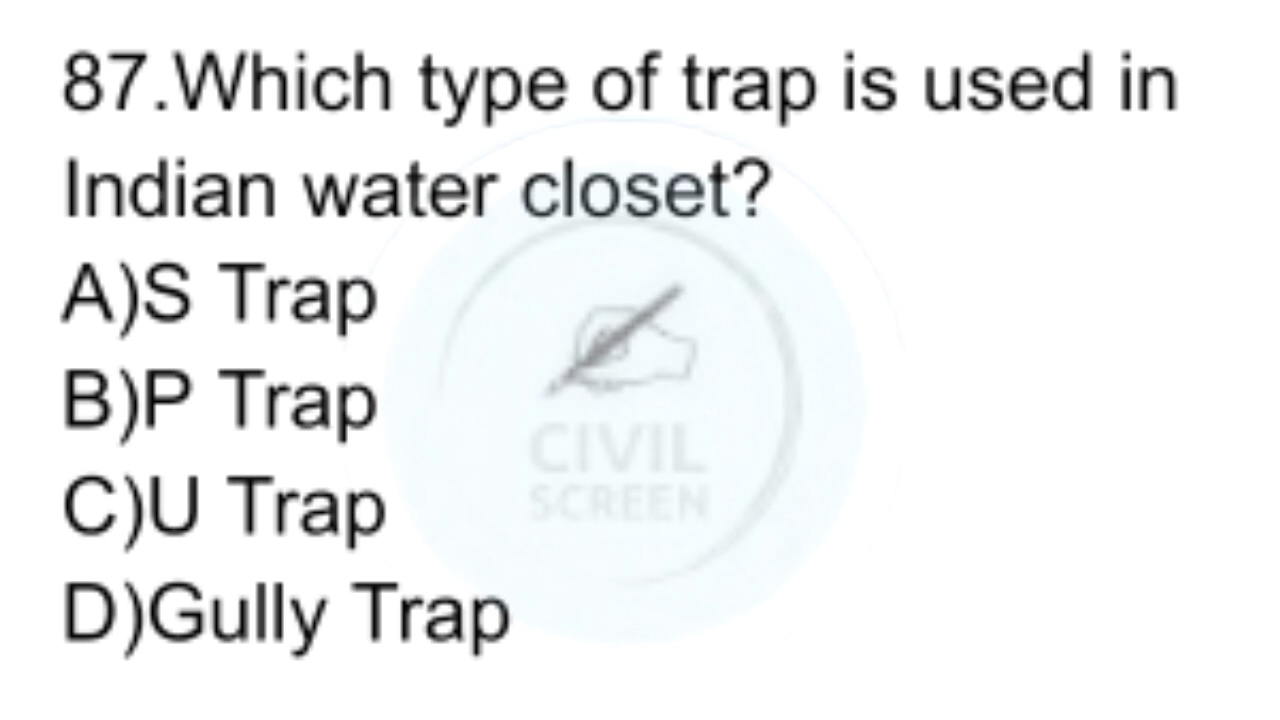 87.Which type of trap is used in
Indian water closet?
A)S Trap
B)P Trap
C)U Trap
D)Gully Trap
CIVIL
SCREEN